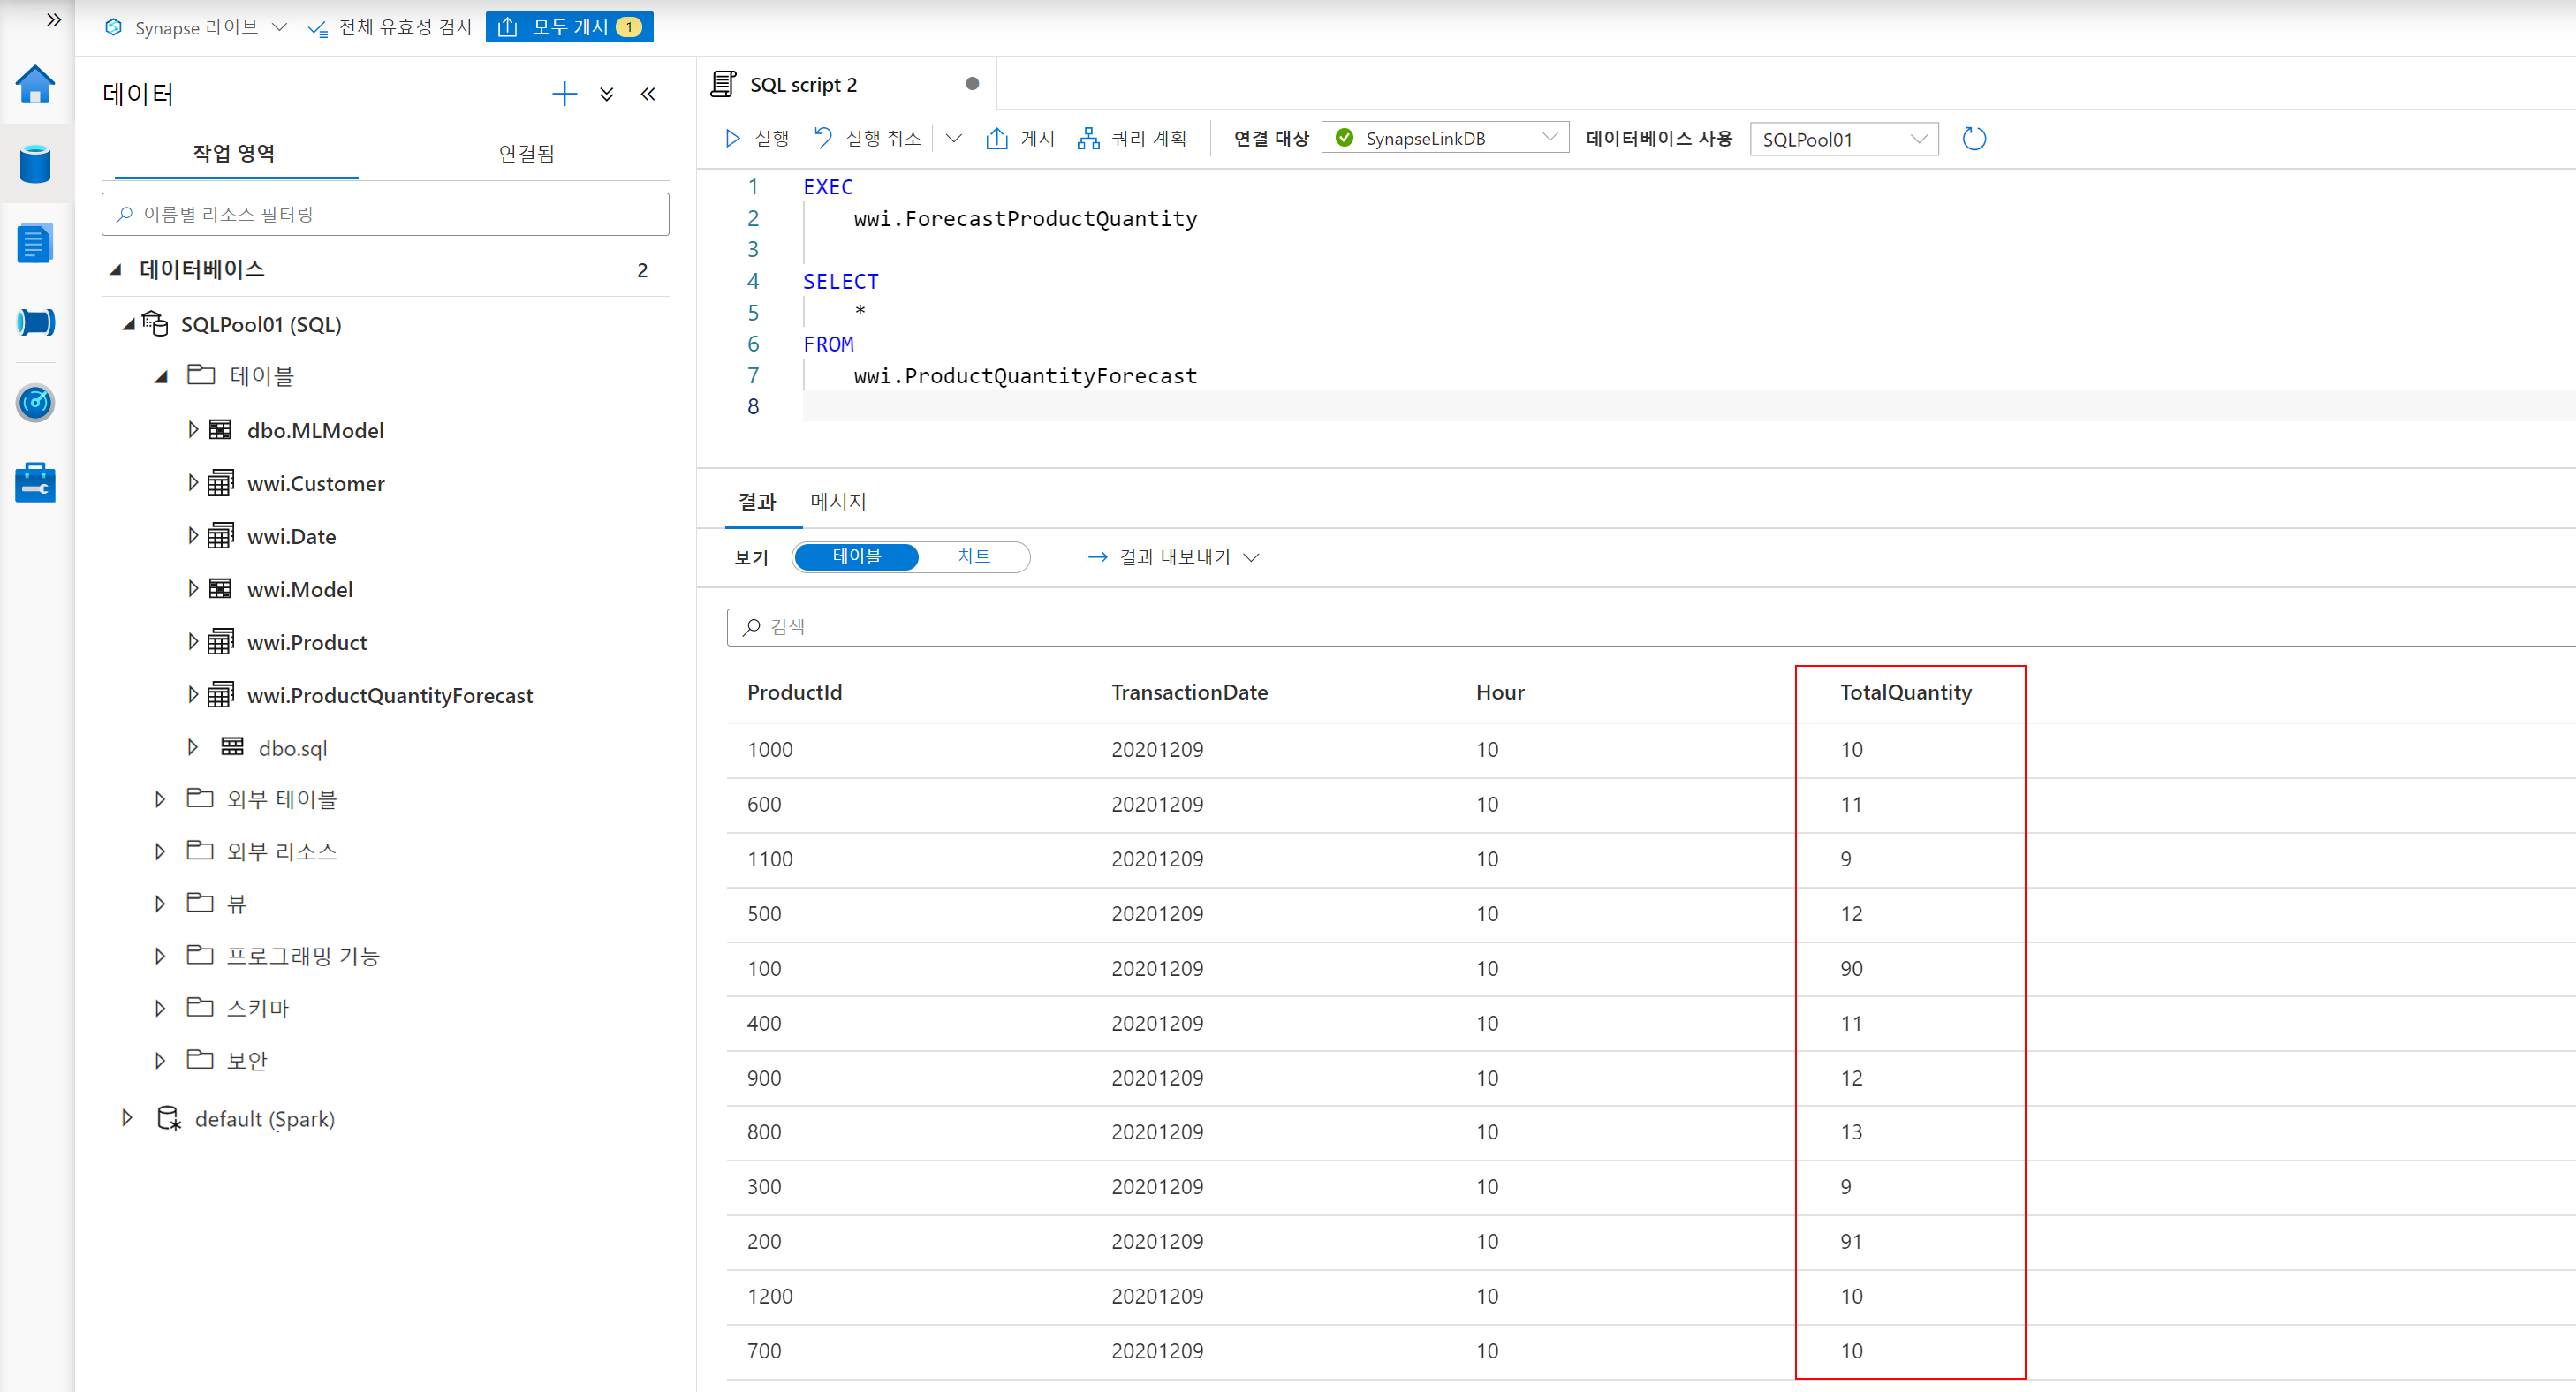 Synapse 라이브 전체 유효성 검사 모두 게시 1
데이터
작업 영역 연결됨
이름별 리소스 필터링
데이터베이스 2
SQLPool01 (SQL)
테이블
dbo.MLModel
wwi.Customer
wwi.Date
wwi.Model
wwi.Product
wwi.ProductQuantityForecast
dbo.sql
외부 테이블
외부 리소스
뷰
프로그래밍 기능
스키마
보안
default (Spark)
SQL script 2
실행 실행 취소 게시 쿼리 계획 연결 대상 SynapseLinkDB 데이터베이스 사용 SQLPool01
1 EXEC
2 wwi.ForecastProductQuantity
3
4 SELECT
5 *
6 FROM
7 wwi.ProductQuantityForecast
8
결과 메시지
보기 테이블 차트 결과 내보내기
검색
ProductId TransactionDate Hour TotalQuantity
1000 20201209 10 10
600 20201209 10 11
1100 20201209 10 9
500 20201209 10 12
100 20201209 10 90
400 20201209 10 11
900 20201209 10 12
800 20201209 10 13
300 20201209 10 9
200 20201209 10 91
1200 20201209 10 10
700 20201209 10 10